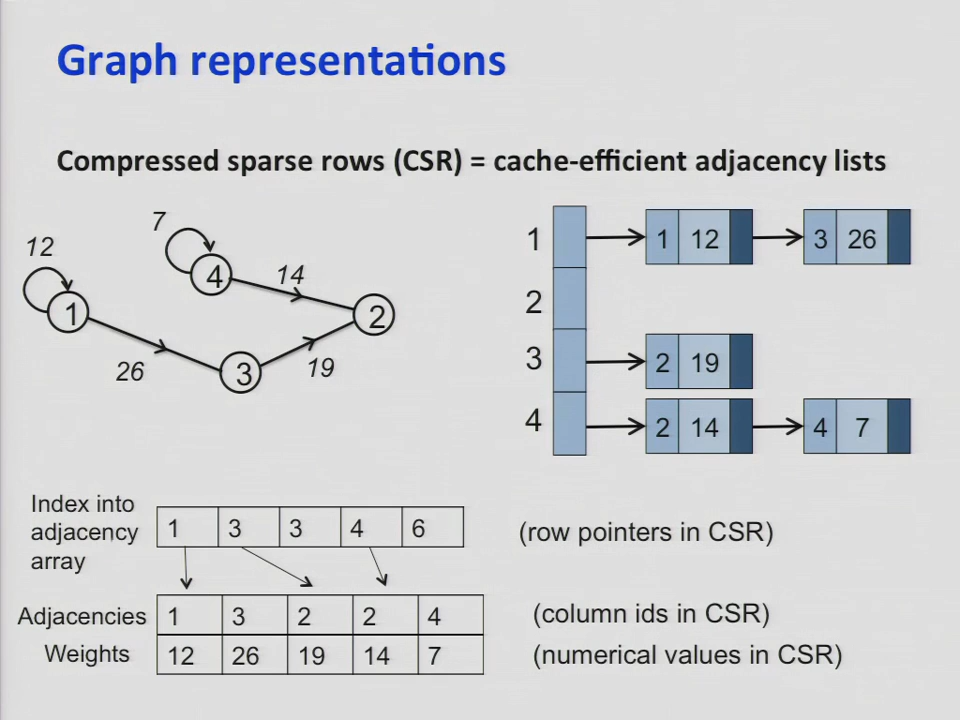 Graph representations
Compressed sparse rows (CSR) = cache-efficient adjacency lists
12
7
4
14
1
2
26
3
19
1
1 12
3 26
2
3
2 19
4
2 14
4 7
Index into
adjacency
array
1 3 3 4 6
(row pointers in CSR)
Adjacencies 1 3 2 2 4
(column ids in CSR)
Weights 12 26 19 14 7
(numerical values in CSR)